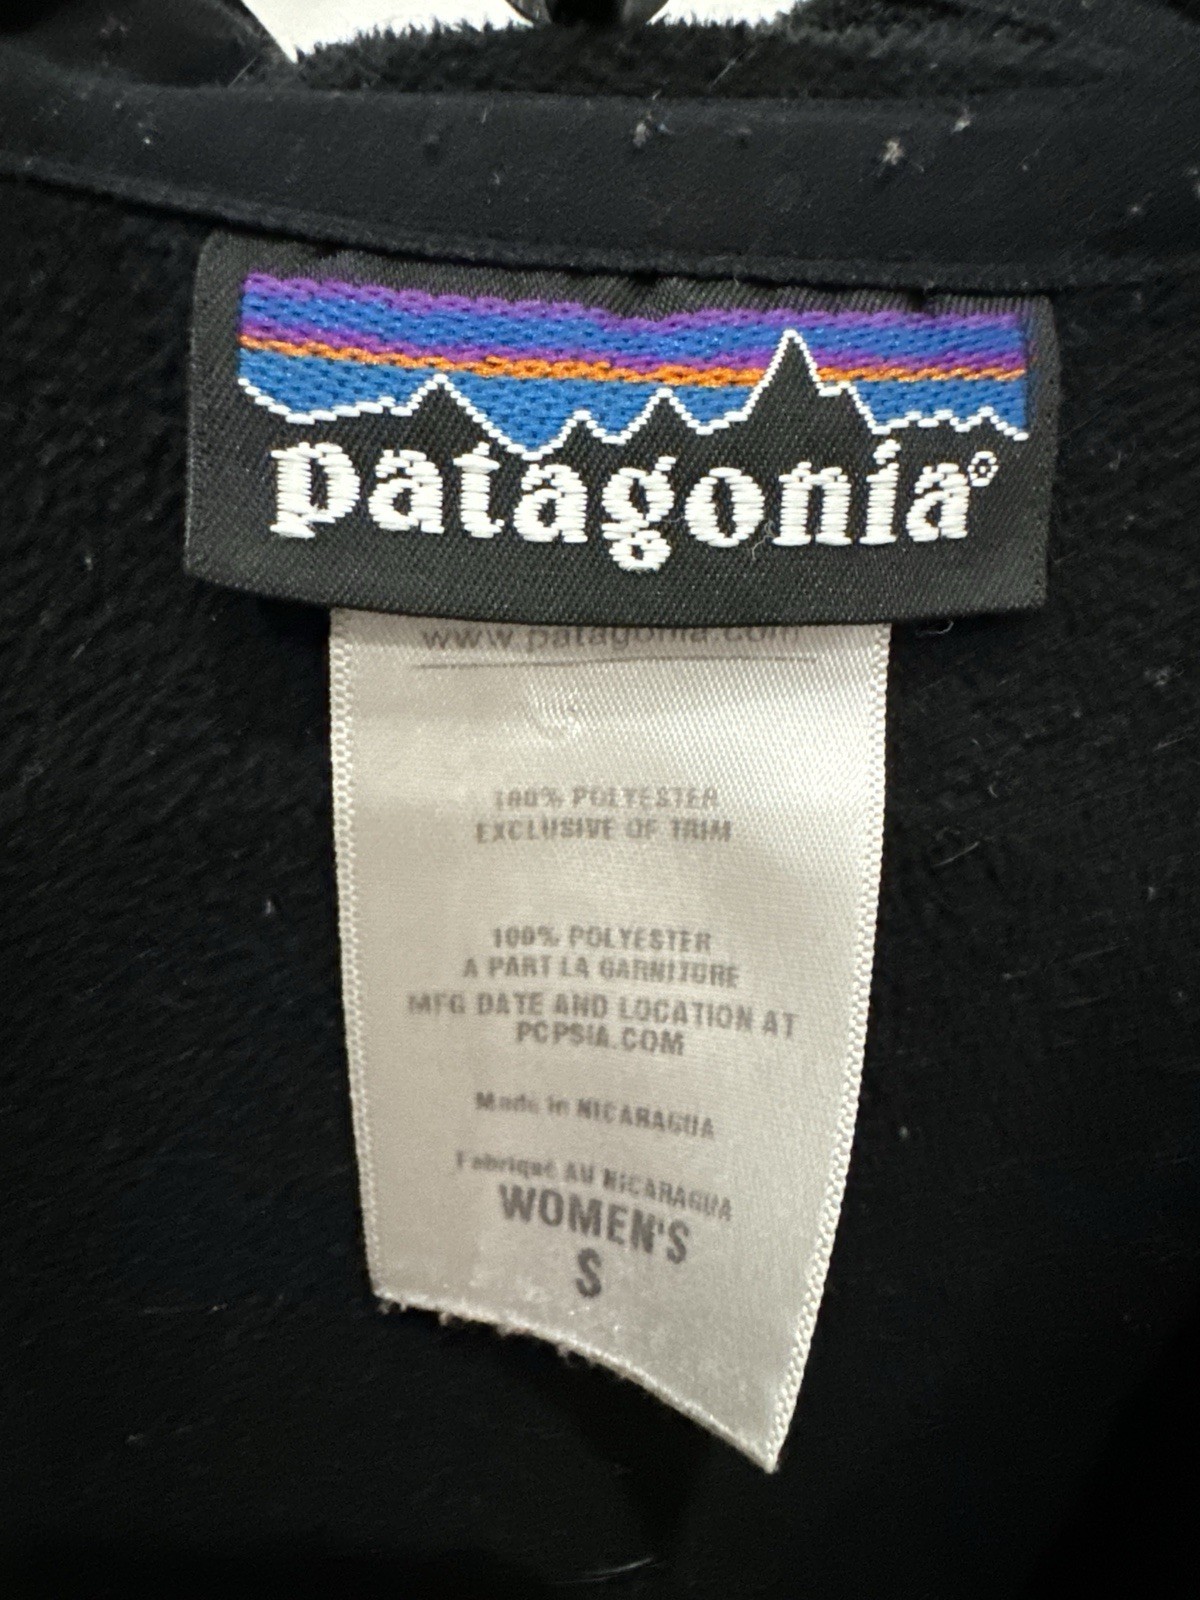 patagonia®
www.patagonia.com
100% POLYESTER
EXCLUSIVE OF TRIM
100% POLYESTER
A PART LA GARNITURE
MFG DATE AND LOCATION AT
PCPSIA.COM
Made in NICARAGUA
Fabriqué AU NICARAGUA
WOMEN'S
S